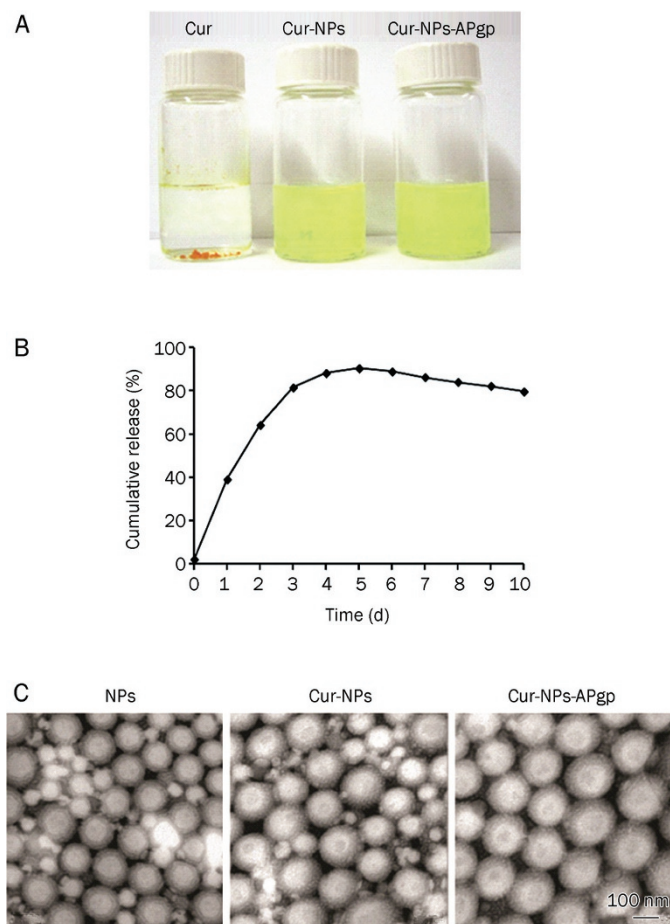 A
Cur Cur-NPs Cur-NPs-APgp
B
100
80
60
40
20
0
Cumulative release (%)
0 1 2 3 4 5 6 7 8 9 10
Time (d)
C
NPs Cur-NPs Cur-NPs-APgp
100 nm